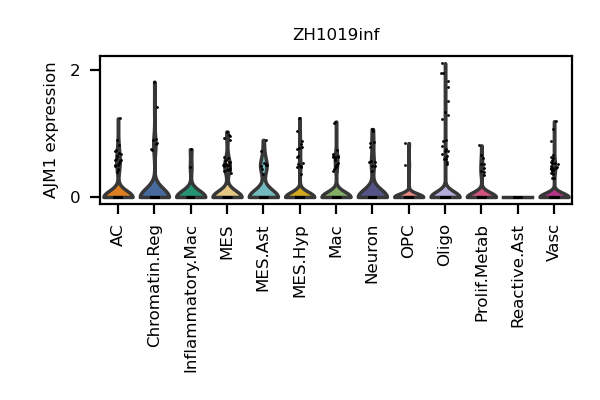 ZH1019inf
AJM1 expression
2
0
AC
Chromatin.Reg
Inflammatory.Mac
MES
MES.Ast
MES.Hyp
Mac
Neuron
OPC
Oligo
Prolif.Metab
Reactive.Ast
Vasc